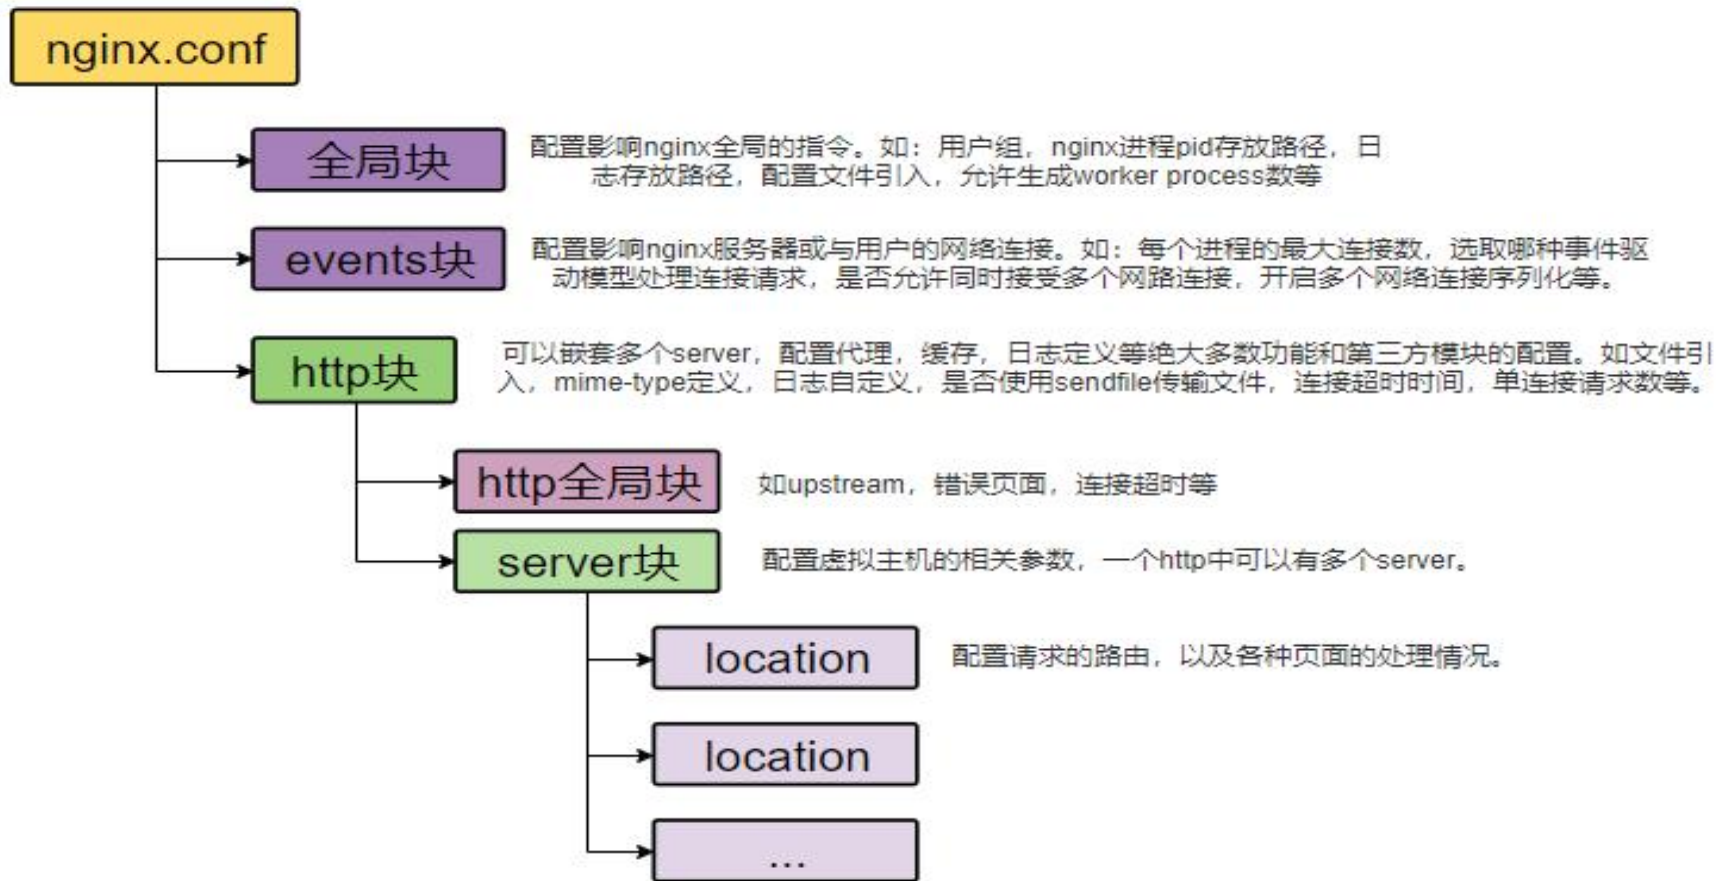 nginx.conf
全局块
配置影响nginx全局的指令。如：用户组，nginx进程pid存放路径，日
志存放路径，配置文件引入，允许生成worker process数等
events块
配置影响nginx服务器或与用户的网络连接。如：每个进程的最大连接数，选取哪种事件驱
动模型处理连接请求，是否允许同时接受多个网路连接，开启多个网络连接序列化等。
http块
可以嵌套多个server，配置代理，缓存，日志定义等绝大多数功能和第三方模块的配置。如文件引
入，mime-type定义，日志自定义，是否使用sendfile传输文件，连接超时时间，单连接请求数等。
http全局块
如upstream，错误页面，连接超时等
server块
配置虚拟主机的相关参数，一个http中可以有多个server。
location
配置请求的路由，以及各种页面的处理情况。
location
...